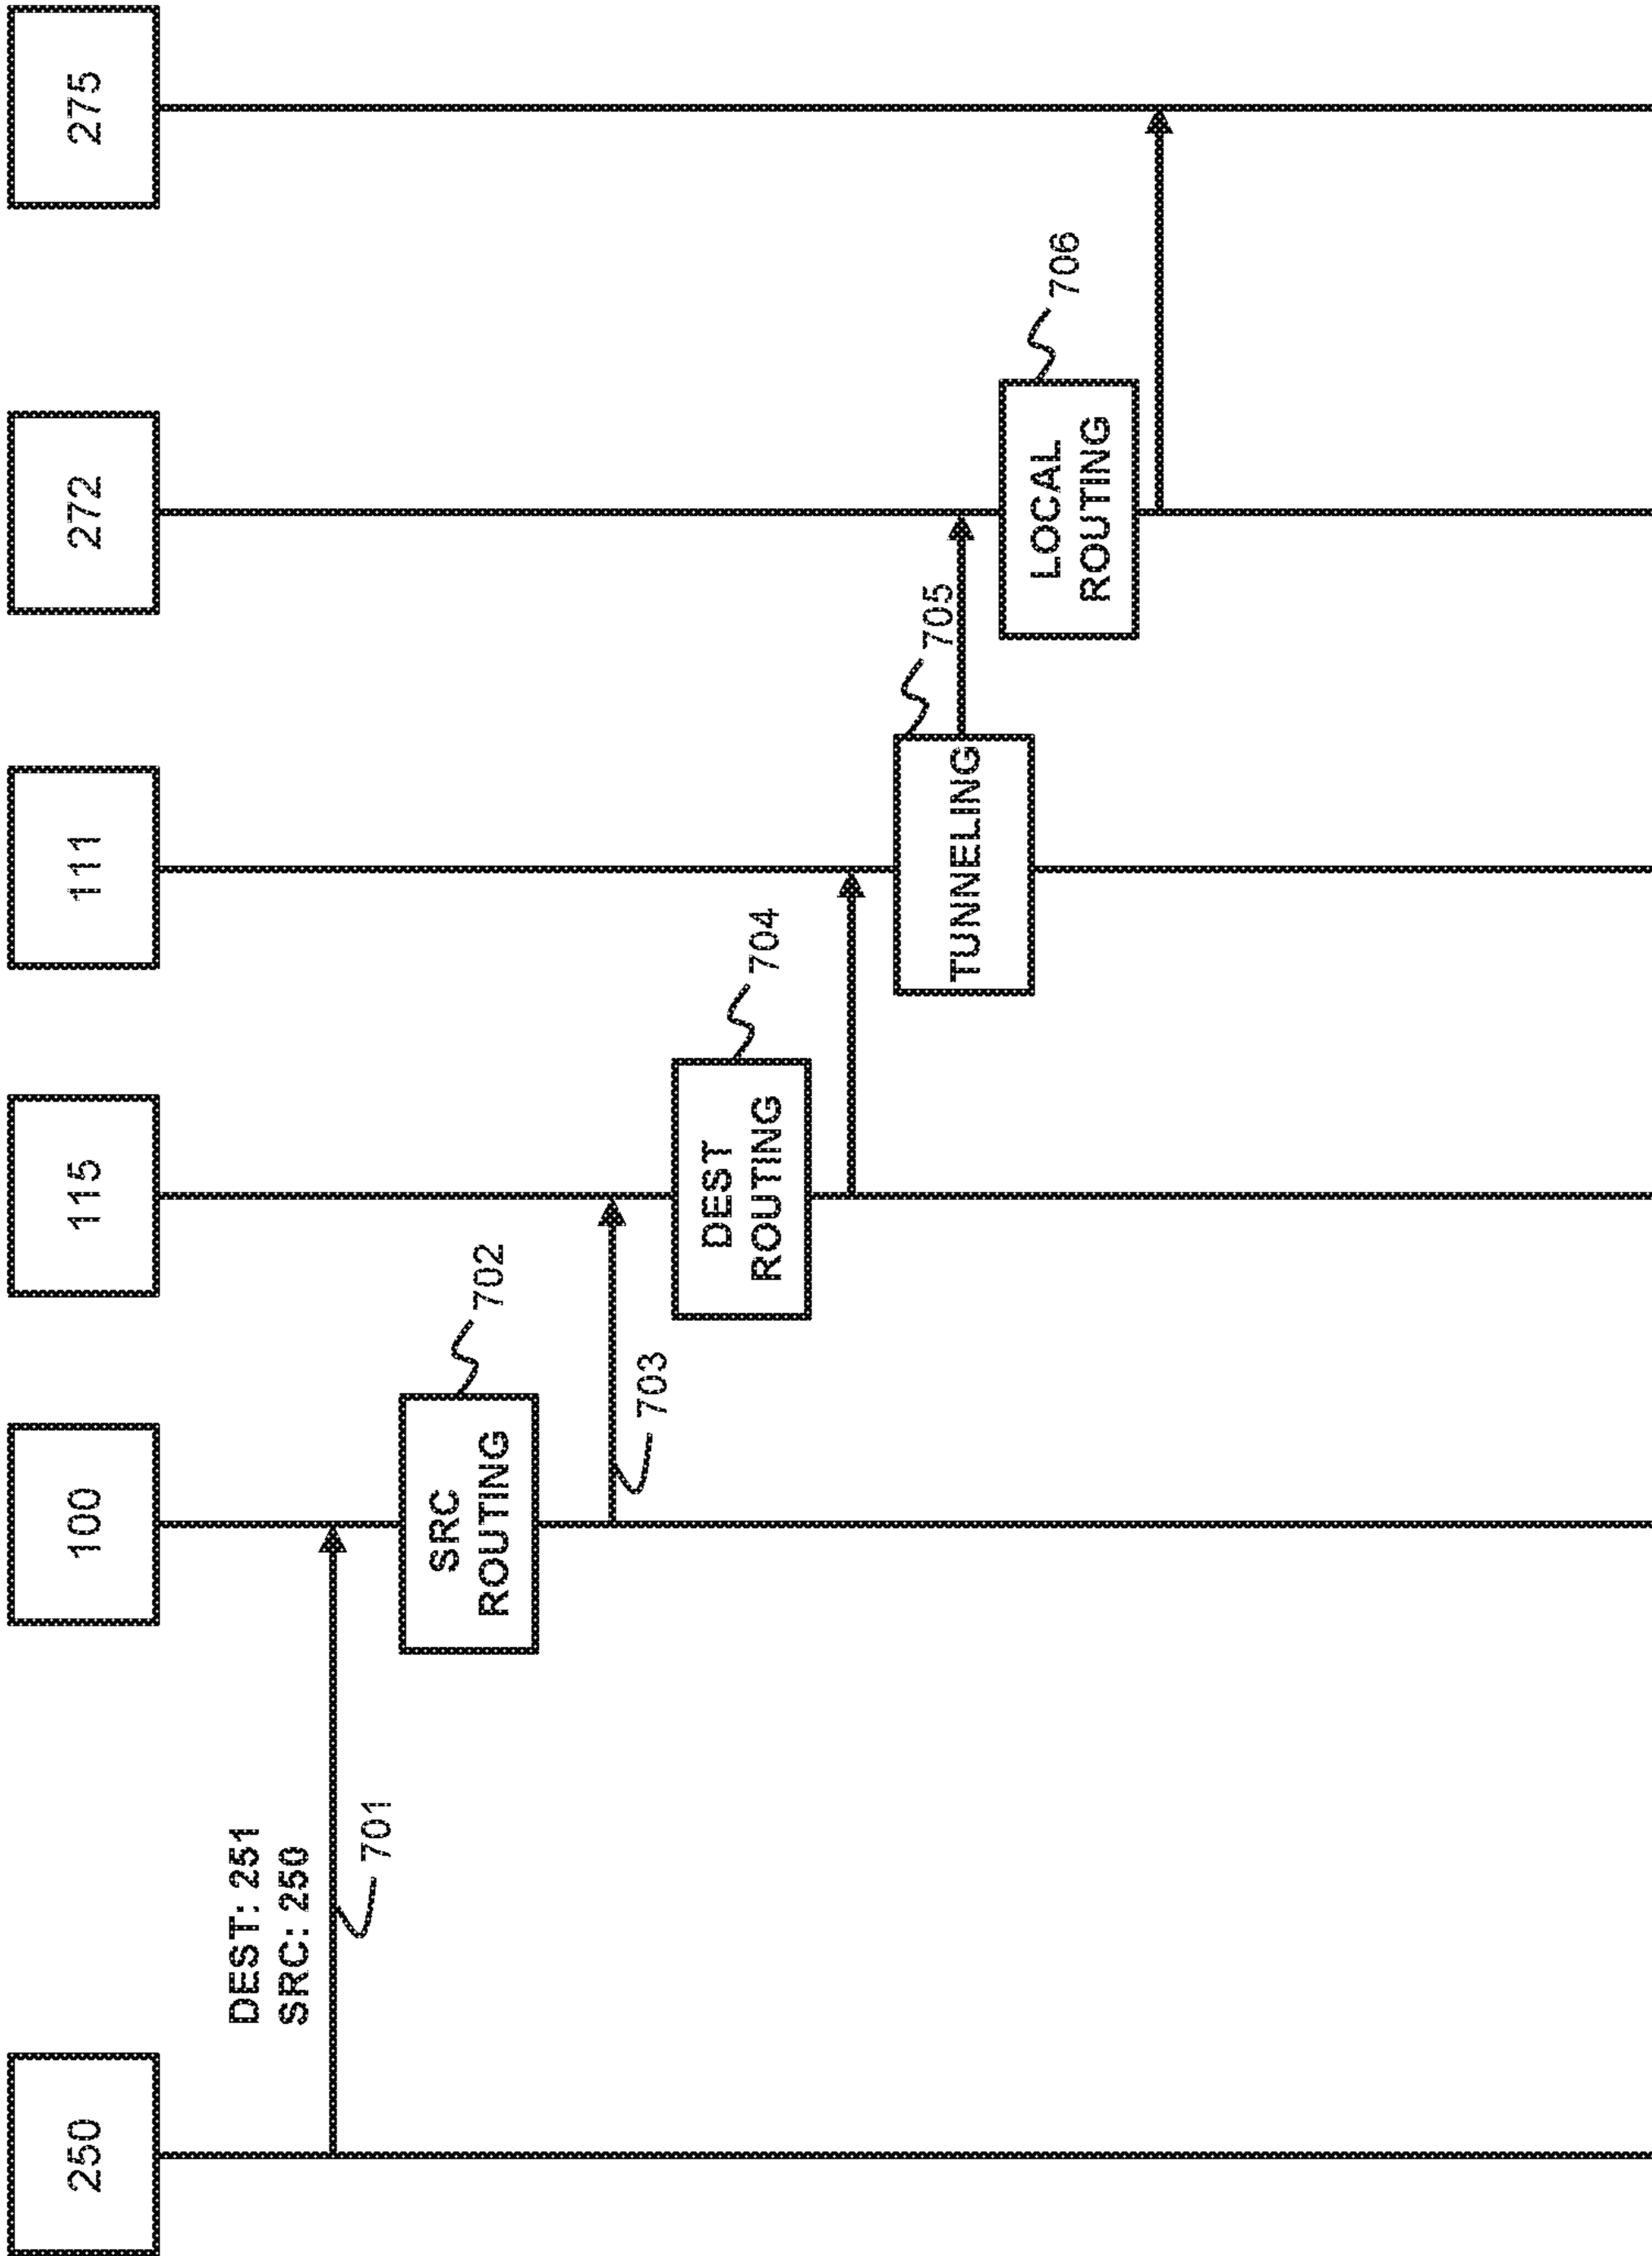 250
100
115
111
272
275
DEST: 251
SRC: 250
701
SRC
ROUTING
702
703
DEST
ROUTING
704
TUNNELING
705
LOCAL
ROUTING
706